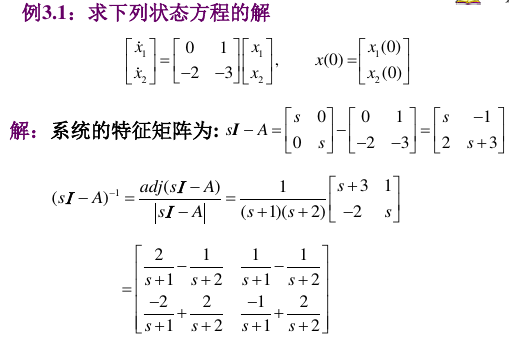 例3.1：求下列状态方程的解
\begin{bmatrix} \dot{x}_1 \\ \dot{x}_2 \end{bmatrix} = \begin{bmatrix} 0 & 1 \\ -2 & -3 \end{bmatrix} \begin{bmatrix} x_1 \\ x_2 \end{bmatrix}, \quad x(0) = \begin{bmatrix} x_1(0) \\ x_2(0) \end{bmatrix}
解：系统的特征矩阵为: sI - A = \begin{bmatrix} s & 0 \\ 0 & s \end{bmatrix} - \begin{bmatrix} 0 & 1 \\ -2 & -3 \end{bmatrix} = \begin{bmatrix} s & -1 \\ 2 & s+3 \end{bmatrix}
(sI - A)^{-1} = \frac{adj(sI - A)}{|sI - A|} = \frac{1}{(s+1)(s+2)} \begin{bmatrix} s+3 & 1 \\ -2 & s \end{bmatrix}
= \begin{bmatrix} \frac{2}{s+1} - \frac{1}{s+2} & \frac{1}{s+1} - \frac{1}{s+2} \\ \frac{-2}{s+1} + \frac{2}{s+2} & \frac{-1}{s+1} + \frac{2}{s+2} \end{bmatrix}